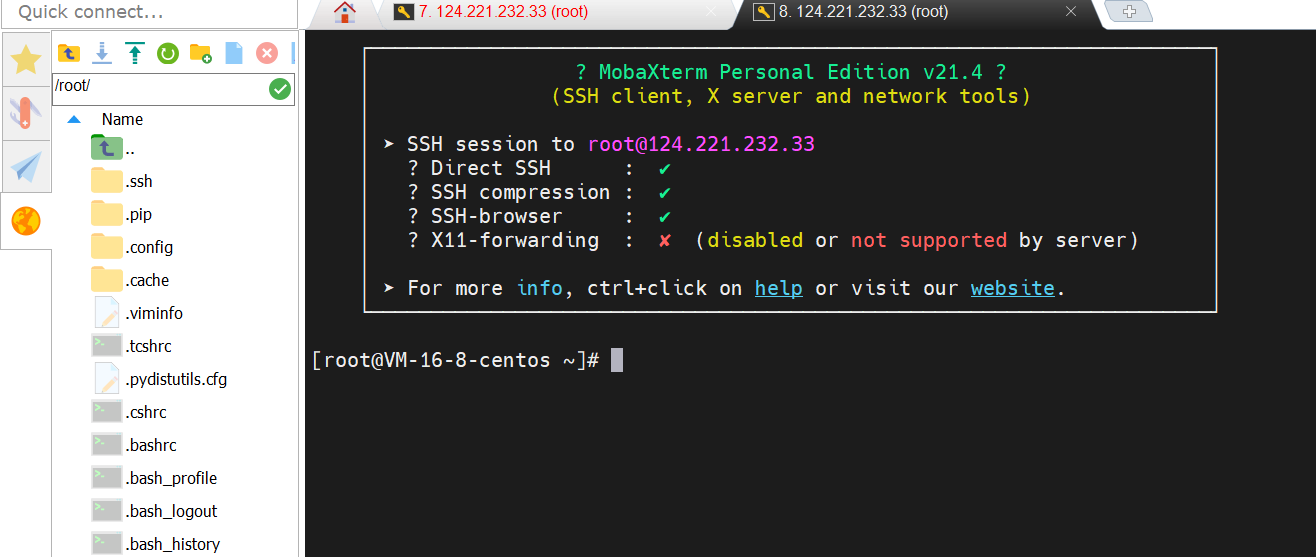 Quick connect...
7. 124.221.232.33 (root)
8. 124.221.232.33 (root)
/root/
Name
..
.ssh
.pip
.config
.cache
.viminfo
.tcshrc
.pydistutils.cfg
.cshrc
.bashrc
.bash_profile
.bash_logout
.bash_history
? MobaXterm Personal Edition v21.4 ?
(SSH client, X server and network tools)
➤ SSH session to root@124.221.232.33
? Direct SSH : ✔
? SSH compression : ✔
? SSH-browser : ✔
? X11-forwarding : ✘ (disabled or not supported by server)
➤ For more info, ctrl+click on help or visit our website.
[root@VM-16-8-centos ~]#